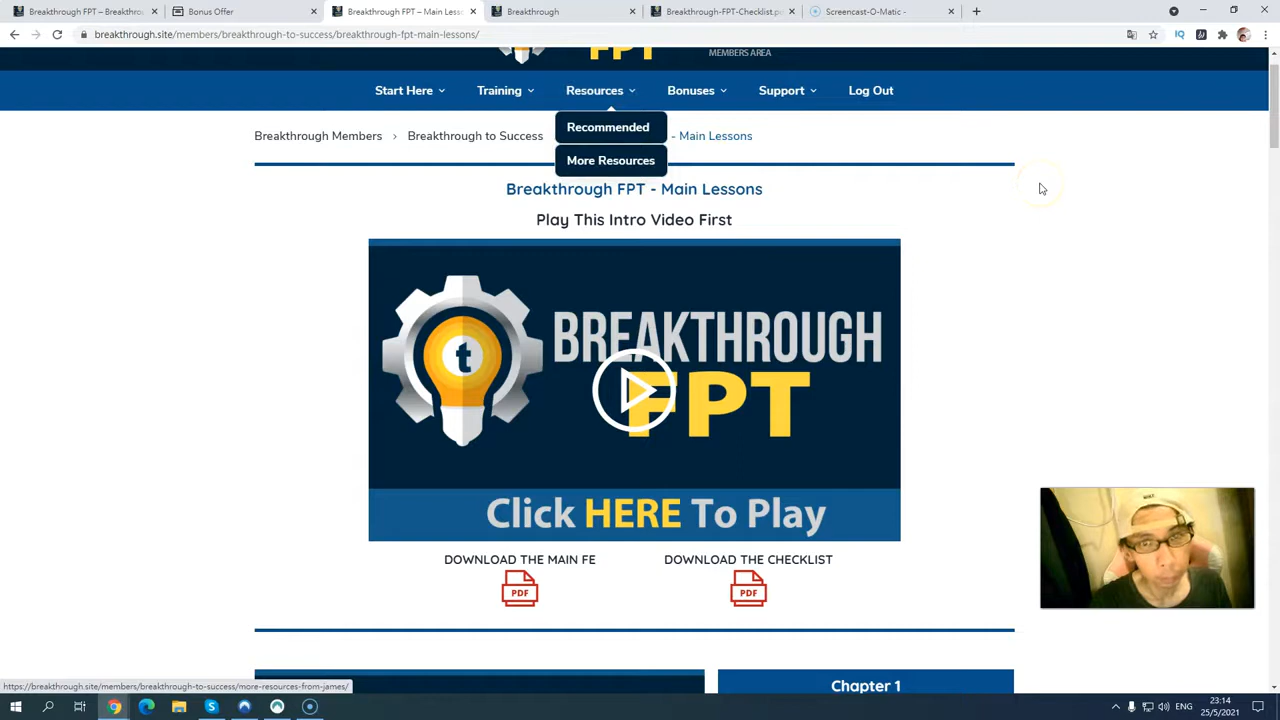 Breakthrough FPT – Breakthro
Bonus Offer
Breakthrough FPT – Main Lesson
Breakthrough
Breakthrough-FPT-Checklist.pd
Screencast-O-Matic -
breakthrough.site/members/breakthrough-to-success/breakthrough-fpt-main-lessons/
FPT
MEMBERS AREA
Start Here
Training
Resources
Bonuses
Support
Log Out
Recommended
More Resources
Breakthrough Members › Breakthrough to Success - Main Lessons
Breakthrough FPT - Main Lessons
Play This Intro Video First
t
BREAKTHROUGH
FPT
Click HERE To Play
DOWNLOAD THE MAIN FE
DOWNLOAD THE CHECKLIST
PDF
PDF
Chapter 1
https://breakthrough.site/members/breakthrough-to-success/more-resources-from-james/
ENG
23:14
25/5/2021